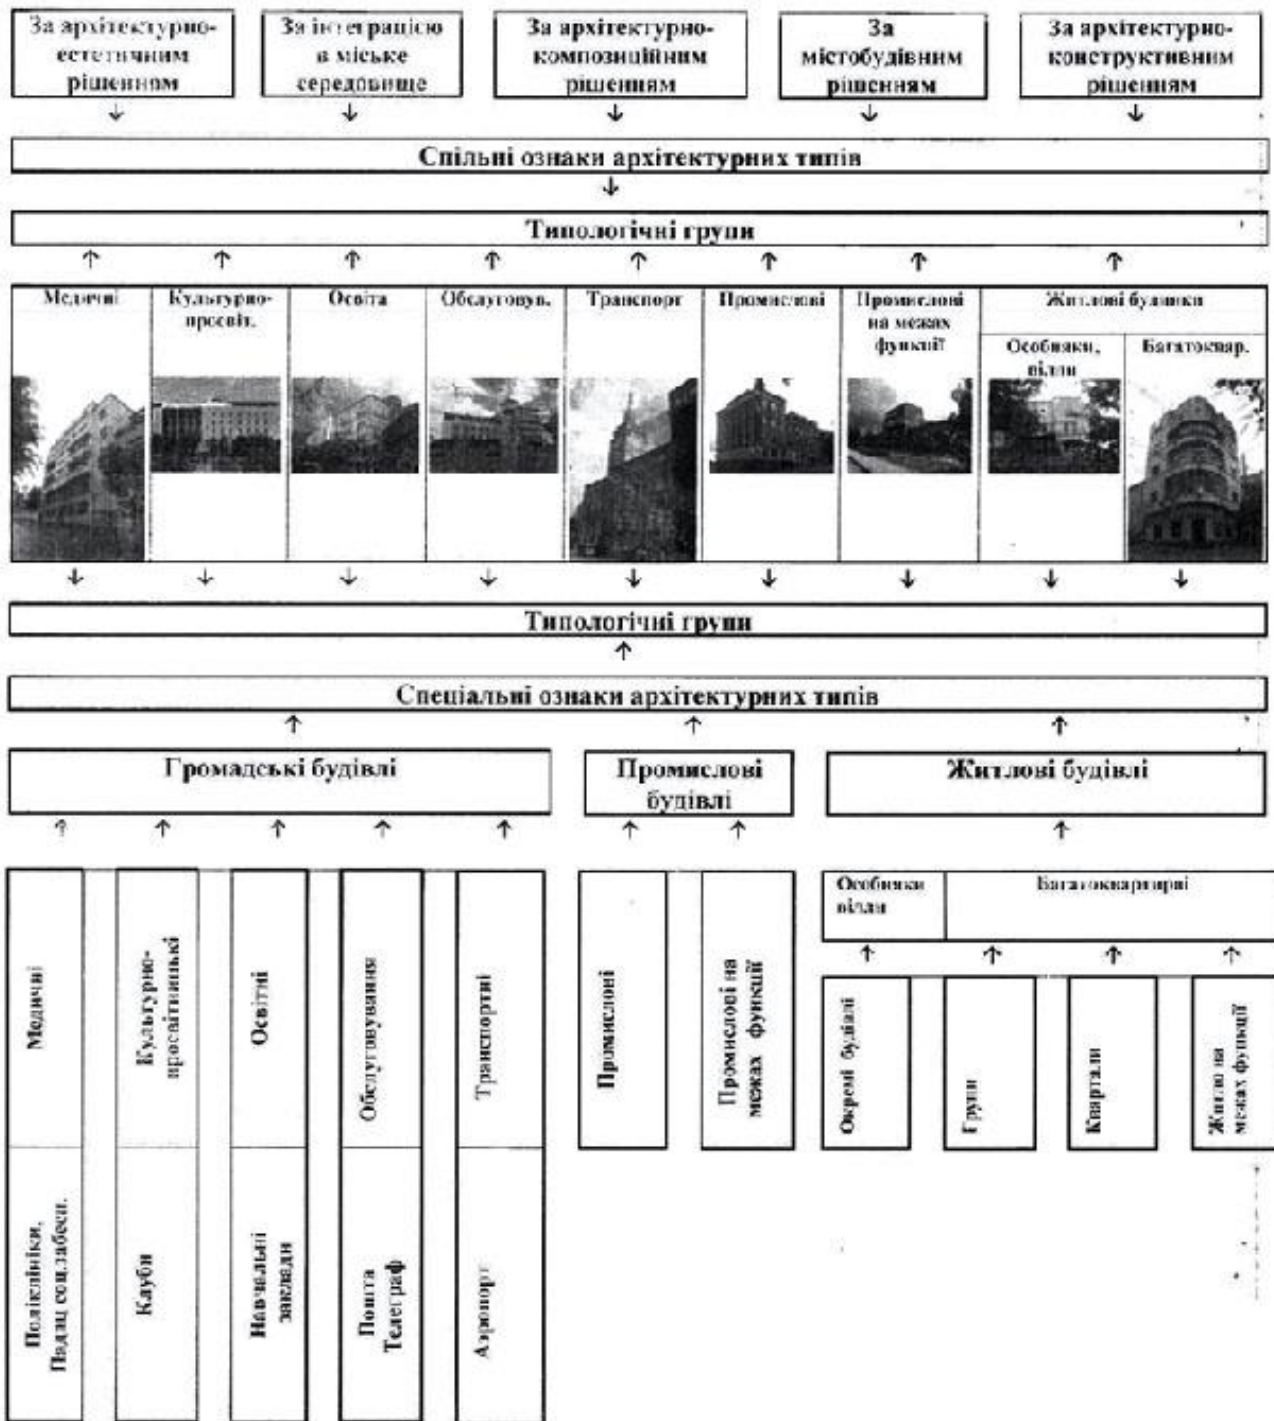 За архітектурно-
естетичним
рішенням
За інтеграцією
в міське
середовище
За архітектурно-
композиційним
рішенням
За
містобудівним
рішенням
За архітектурно-
конструктивним
рішенням
Спільні ознаки архітектурних типів
Типологічні групи
Медичні
Культурно-
просвіт.
Освіта
Обслуговув.
Транспорт
Промислові
Промислові
на межах
функції
Житлові будинки
Особняки,
вілли
Багатоквар.
Типологічні групи
Спеціальні ознаки архітектурних типів
Громадські будівлі
Промислові
будівлі
Житлові будівлі
Медичні
Культурно-
просвітницькі
Освітні
Обслуговування
Транспортні
Промислові
Промислові на
межах функції
Особняки
вілли
Багатоквартирні
Окремі будівлі
Групи
Квартали
Житло на
межах функції
Поліклініки,
соц.забесп.
Клуби
Навчальні
заклади
Пошта
Телеграф
Аэропорт